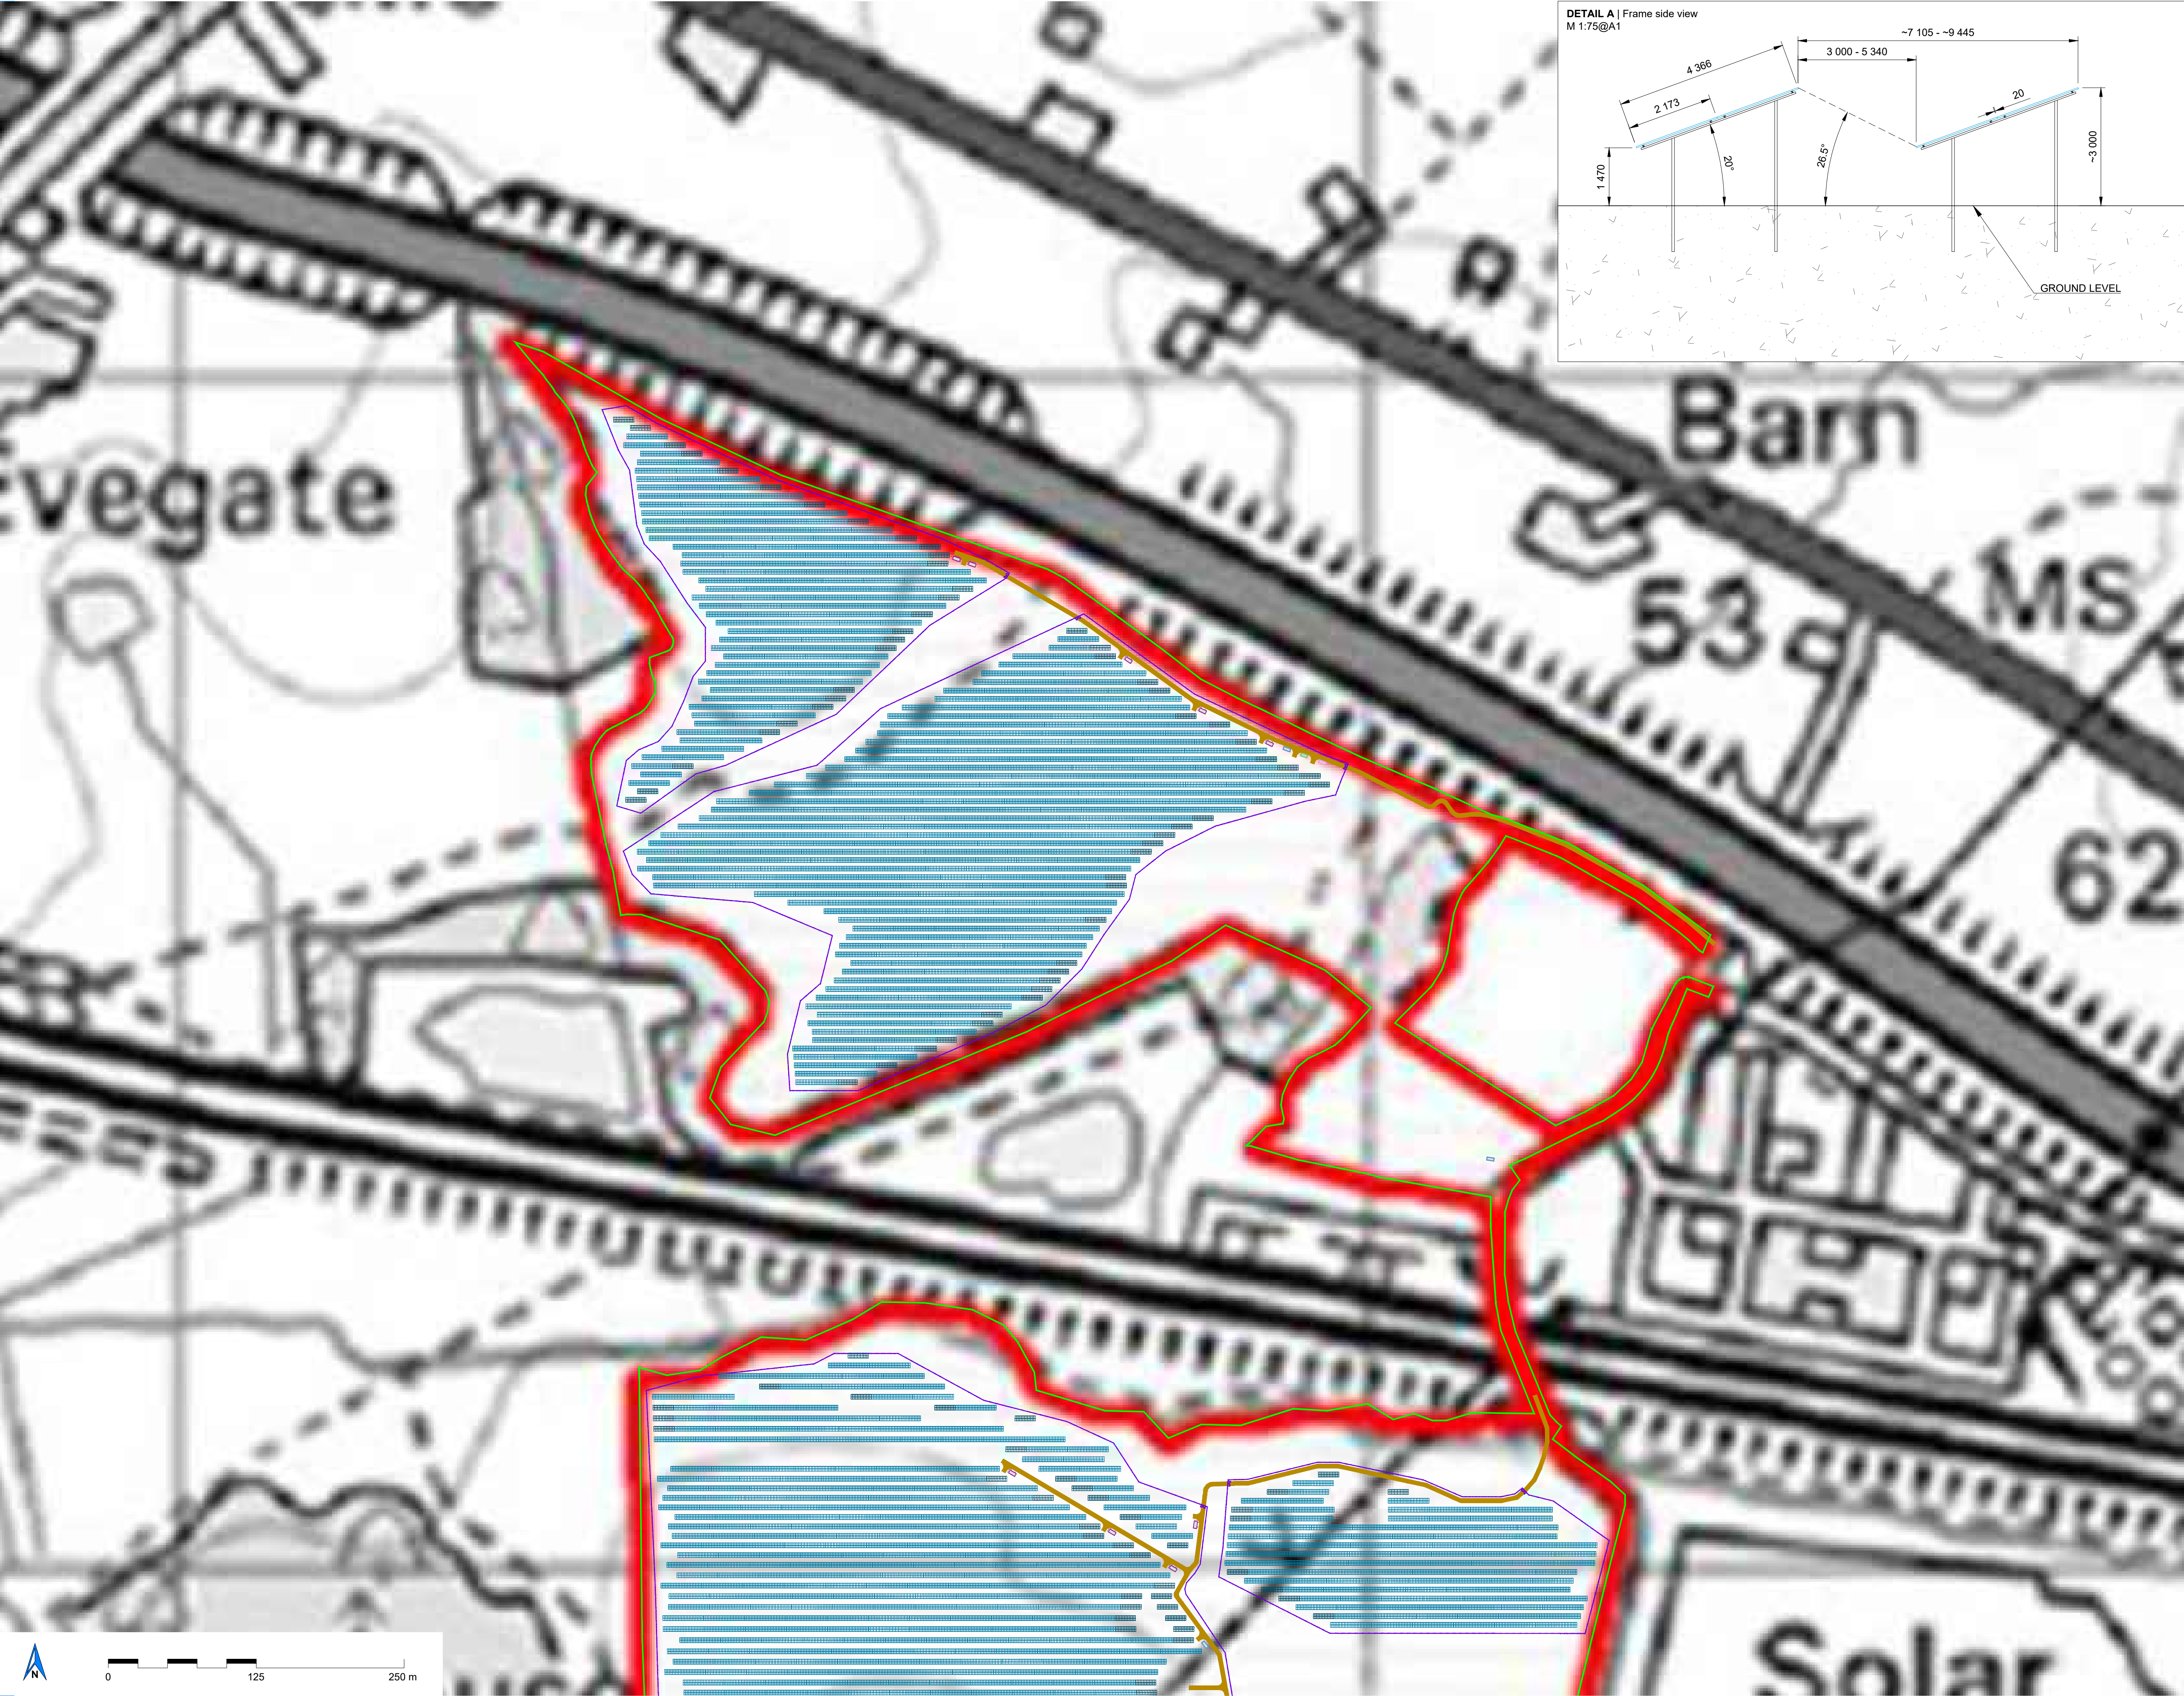 DETAIL A | Frame side view
M 1:75@A1
~7 105 - ~9 445
3 000 - 5 340
4 366
2 173
20
1 470
20°
26.5°
~3 000
GROUND LEVEL
Barn
Evegate
53
MS
62
Solar
N
0
125
250 m